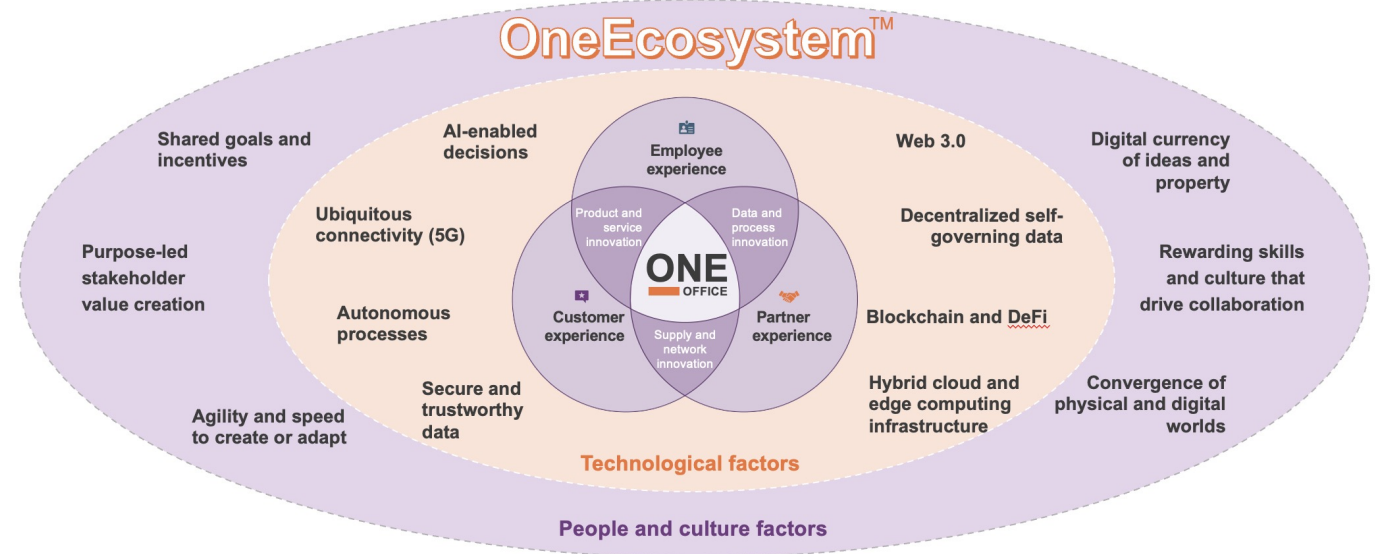 OneEcosystem™
Shared goals and
incentives
Purpose-led
stakeholder
value creation
Agility and speed
to create or adapt
AI-enabled
decisions
Ubiquitous
connectivity (5G)
Autonomous
processes
Secure and
trustworthy
data
Employee
experience
Product and
service
innovation
Data and
process
innovation
ONE
OFFICE
Customer
experience
Partner
experience
Supply and
network
innovation
Web 3.0
Decentralized self-
governing data
Blockchain and DeFi
Hybrid cloud and
edge computing
infrastructure
Digital currency
of ideas and
property
Rewarding skills
and culture that
drive collaboration
Convergence of
physical and digital
worlds
Technological factors
People and culture factors